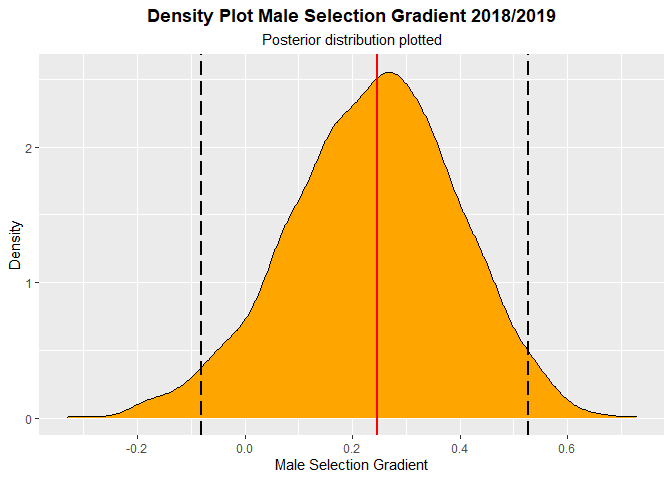 Density Plot Male Selection Gradient 2018/2019
Posterior distribution plotted
Density
2
1
0
-0.2 0.0 0.2 0.4 0.6
Male Selection Gradient